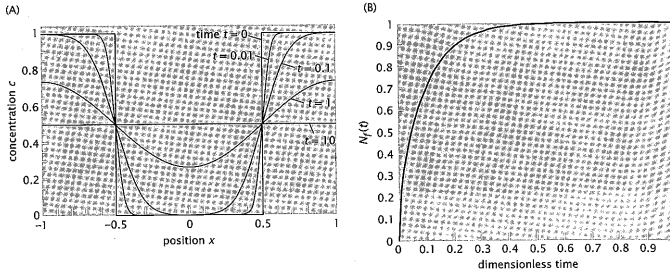 (A)
1
0.8
0.6
0.4
0.2
0
concentration c
-1
-0.5
0
0.5
1
position x
time t=0
t=0.01
t=0.1
t=1
t=10
(B)
1
0.9
0.8
0.7
0.6
0.5
0.4
0.3
0.2
0.1
0
Nf(t)
0
0.1
0.2
0.3
0.4
0.5
0.6
0.7
0.8
0.9
dimensionless time